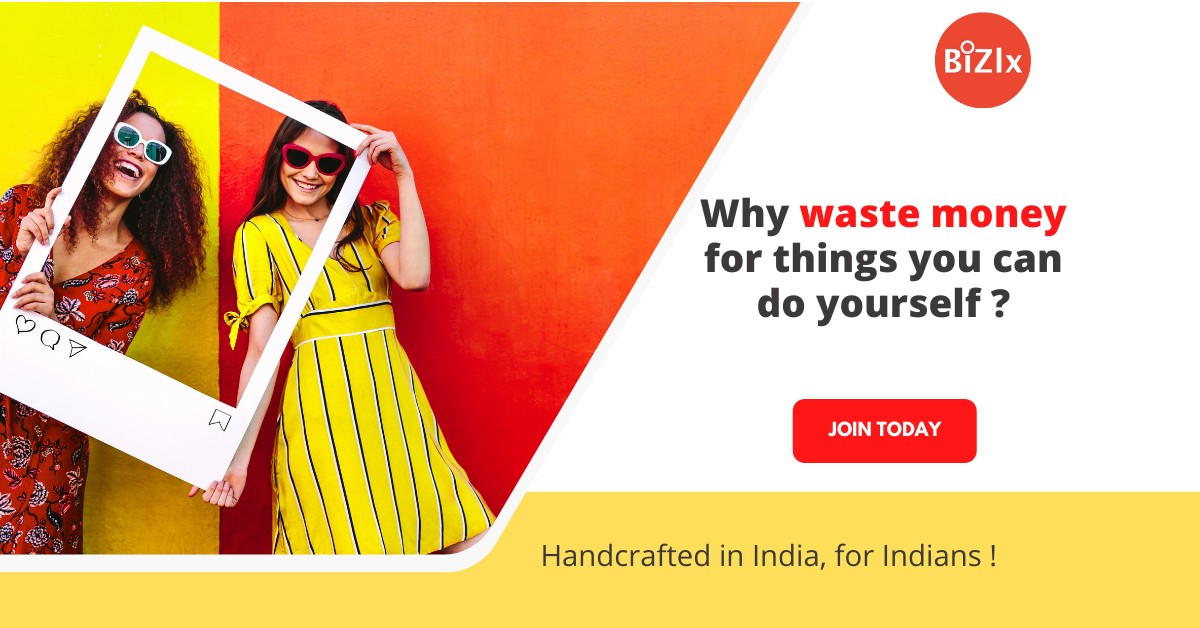 BiZIx
Why waste money
for things you can
do yourself ?
JOIN TODAY
Handcrafted in India, for Indians !